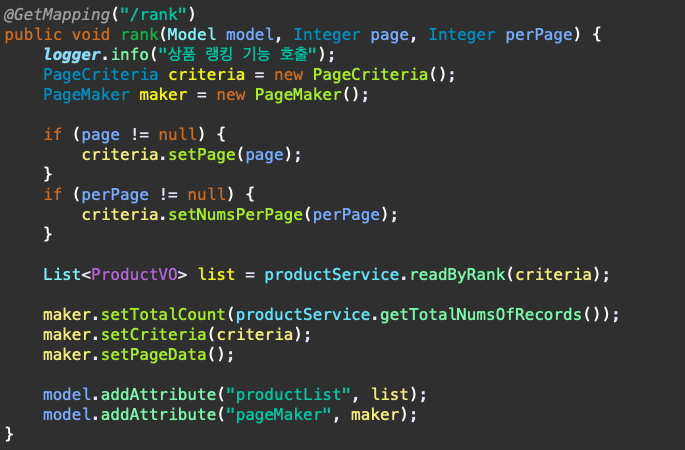 @GetMapping("/rank")
public void rank(Model model, Integer page, Integer perPage) {
    logger.info("상품 랭킹 기능 호출");
    PageCriteria criteria = new PageCriteria();
    PageMaker maker = new PageMaker();

    if (page != null) {
        criteria.setPage(page);
    }
    if (perPage != null) {
        criteria.setNumsPerPage(perPage);
    }

    List<ProductVO> list = productService.readByRank(criteria);

    maker.setTotalCount(productService.getTotalNumsOfRecords());
    maker.setCriteria(criteria);
    maker.setPageData();

    model.addAttribute("productList", list);
    model.addAttribute("pageMaker", maker);
}